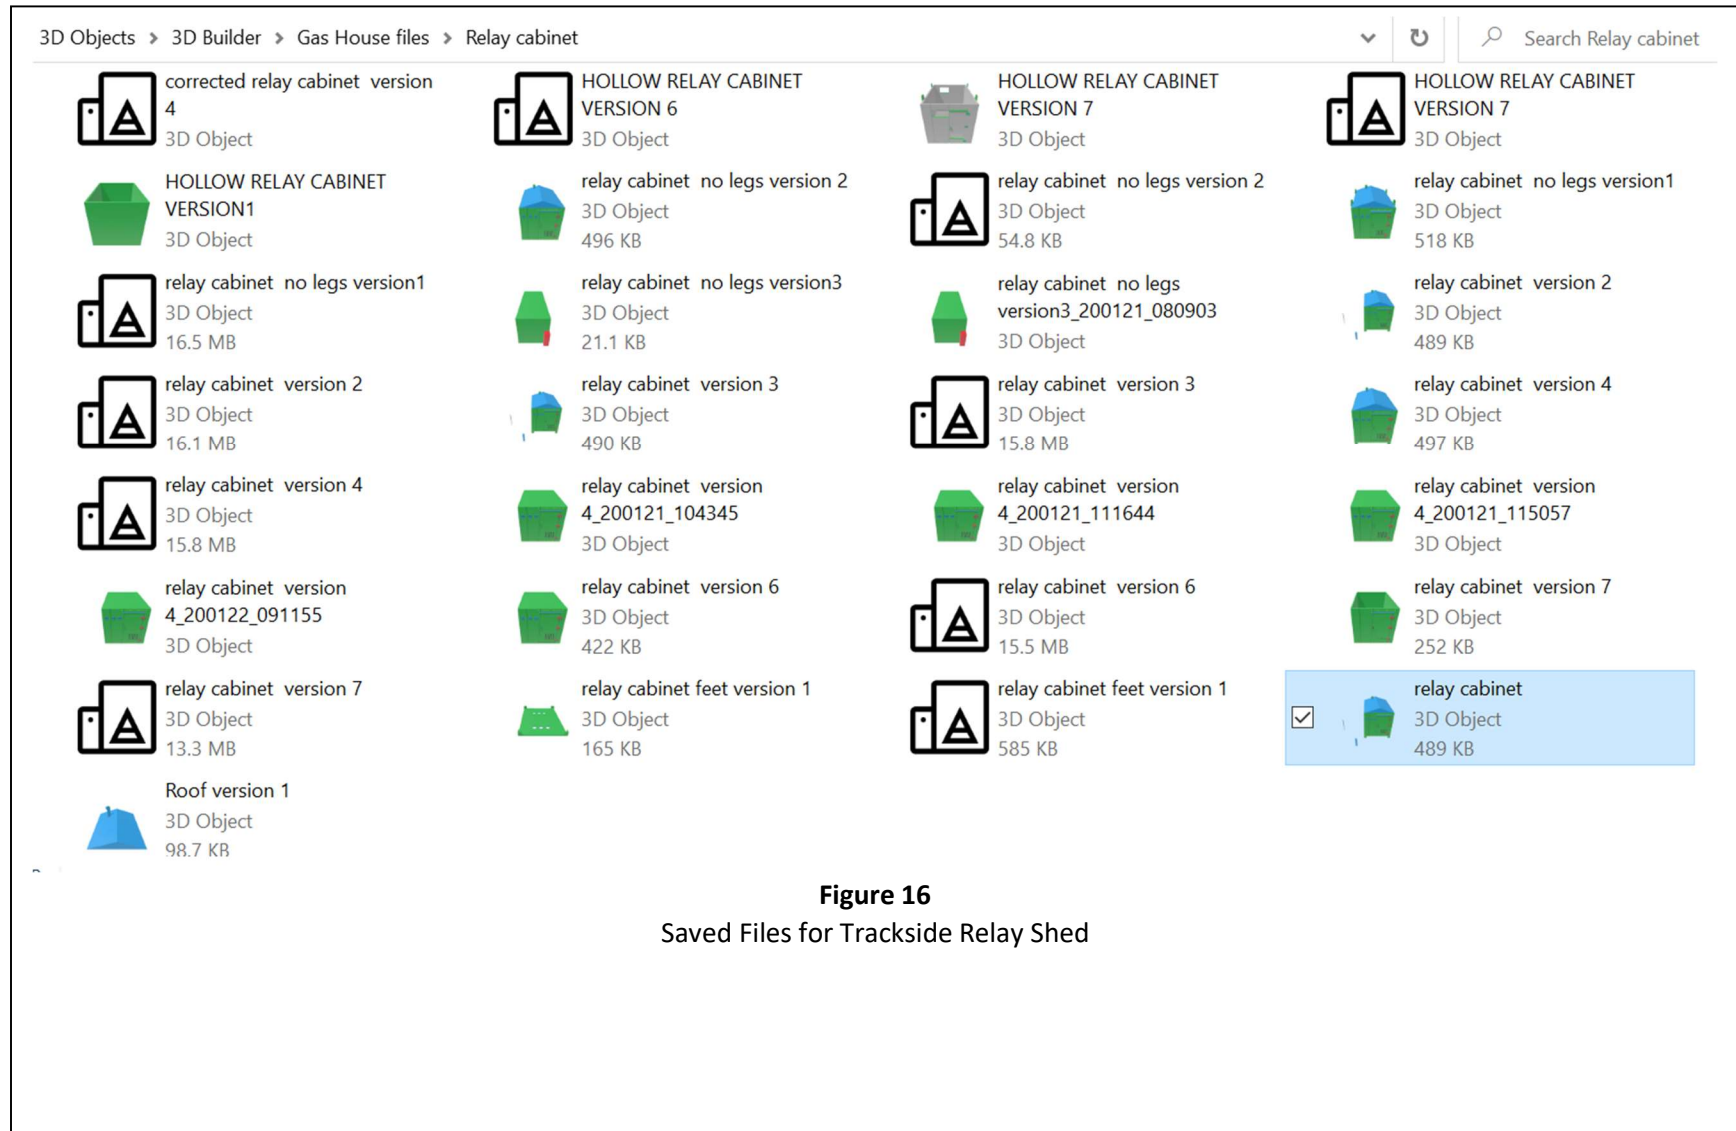 3D Objects > 3D Builder > Gas House files > Relay cabinet
Search Relay cabinet
corrected relay cabinet version
4
3D Object
HOLLOW RELAY CABINET
VERSION 6
3D Object
HOLLOW RELAY CABINET
VERSION 7
3D Object
HOLLOW RELAY CABINET
VERSION 7
3D Object
HOLLOW RELAY CABINET
VERSION1
3D Object
relay cabinet no legs version 2
3D Object
496 KB
relay cabinet no legs version 2
3D Object
54.8 KB
relay cabinet no legs version1
3D Object
518 KB
relay cabinet no legs version1
3D Object
16.5 MB
relay cabinet no legs version3
3D Object
21.1 KB
relay cabinet no legs
version3_200121_080903
3D Object
relay cabinet version 2
3D Object
489 KB
relay cabinet version 2
3D Object
16.1 MB
relay cabinet version 3
3D Object
490 KB
relay cabinet version 3
3D Object
15.8 MB
relay cabinet version 4
3D Object
497 KB
relay cabinet version 4
3D Object
15.8 MB
relay cabinet version
4_200121_104345
3D Object
relay cabinet version
4_200121_111644
3D Object
relay cabinet version
4_200121_115057
3D Object
relay cabinet version
4_200122_091155
3D Object
relay cabinet version 6
3D Object
422 KB
relay cabinet version 6
3D Object
15.5 MB
relay cabinet version 7
3D Object
252 KB
relay cabinet version 7
3D Object
13.3 MB
relay cabinet feet version 1
3D Object
165 KB
relay cabinet feet version 1
3D Object
585 KB
relay cabinet
3D Object
489 KB
Roof version 1
3D Object
98.7 KB
Figure 16
Saved Files for Trackside Relay Shed